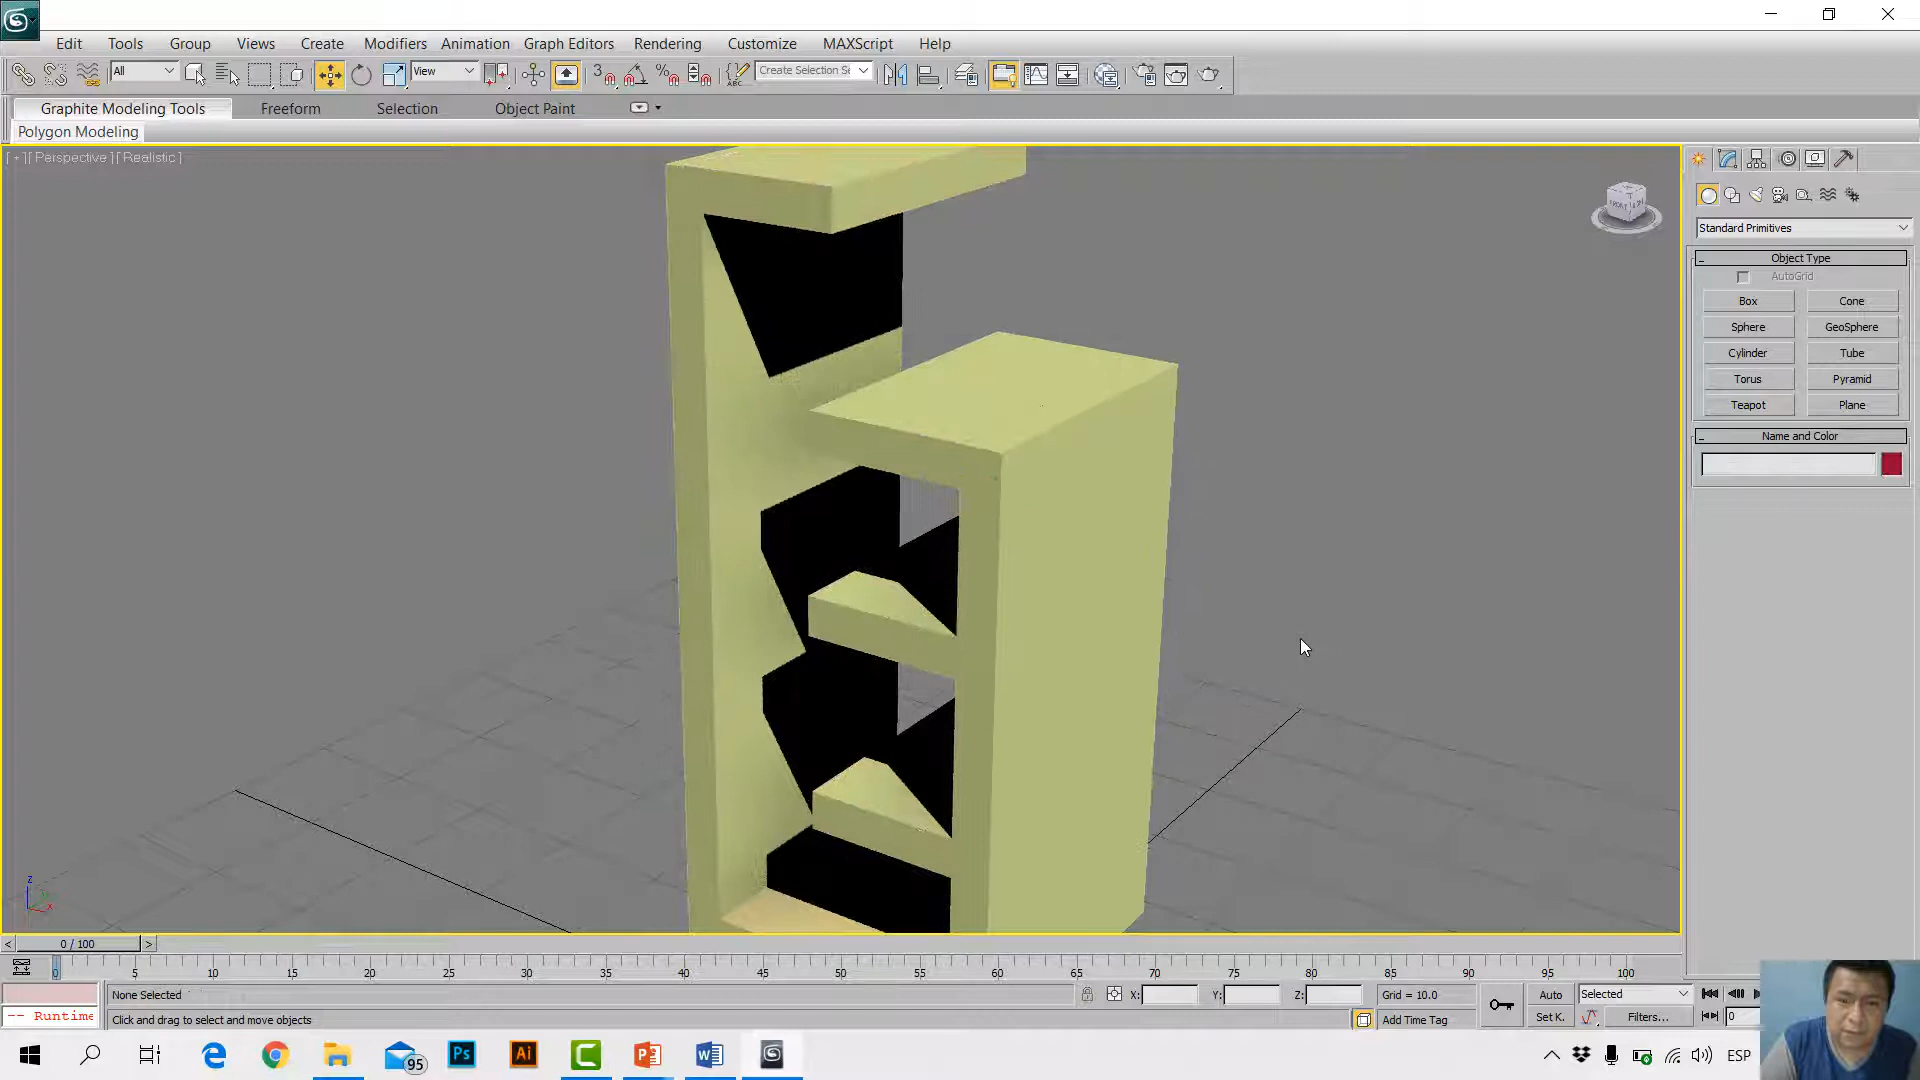 Edit Tools Group Views Create Modifiers Animation Graph Editors Rendering Customize MAXScript Help
All View Create Selection Se
Graphite Modeling Tools Freeform Selection Object Paint
Polygon Modeling
[ + ][ Perspective ][ Realistic ]
Standard Primitives
- Object Type
AutoGrid
Box Cone
Sphere GeoSphere
Cylinder Tube
Torus Pyramid
Teapot Plane
- Name and Color
< 0 / 100 >
0 5 10 15 20 25 30 35 40 45 50 55 60 65 70 75 80 85 90 95 100
None Selected X: Y: Z: Grid = 10.0 Auto Selected
-- Runtime Click and drag to select and move objects Add Time Tag Set K. Filters... 0
95 Ps Ai ESP